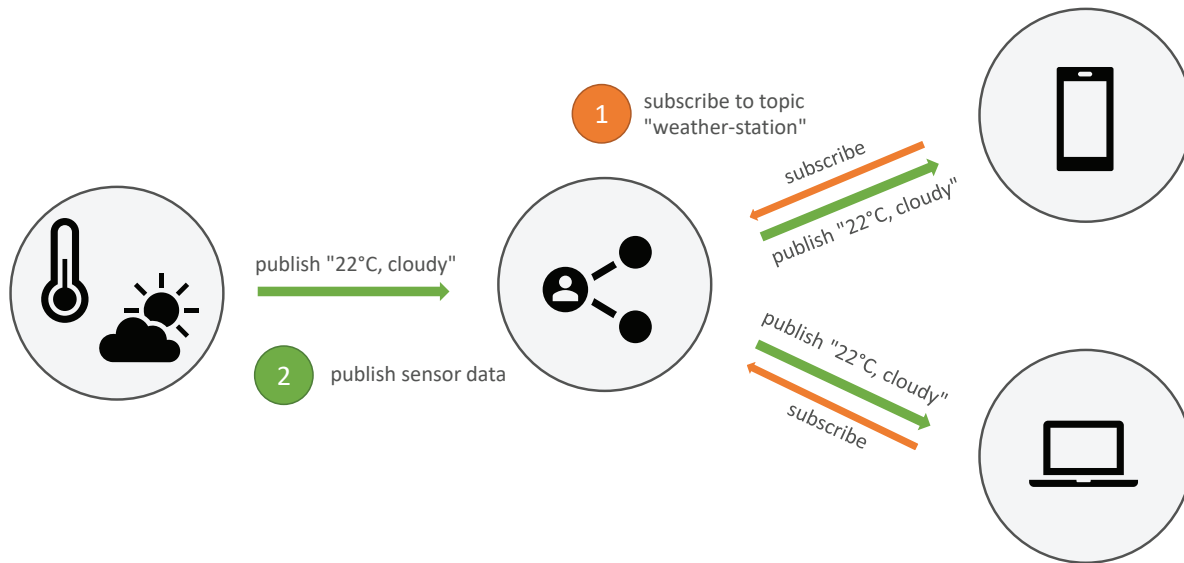 1
subscribe to topic
"weather-station"
subscribe
publish "22°C, cloudy"
publish "22°C, cloudy"
2
publish sensor data
publish "22°C, cloudy"
subscribe